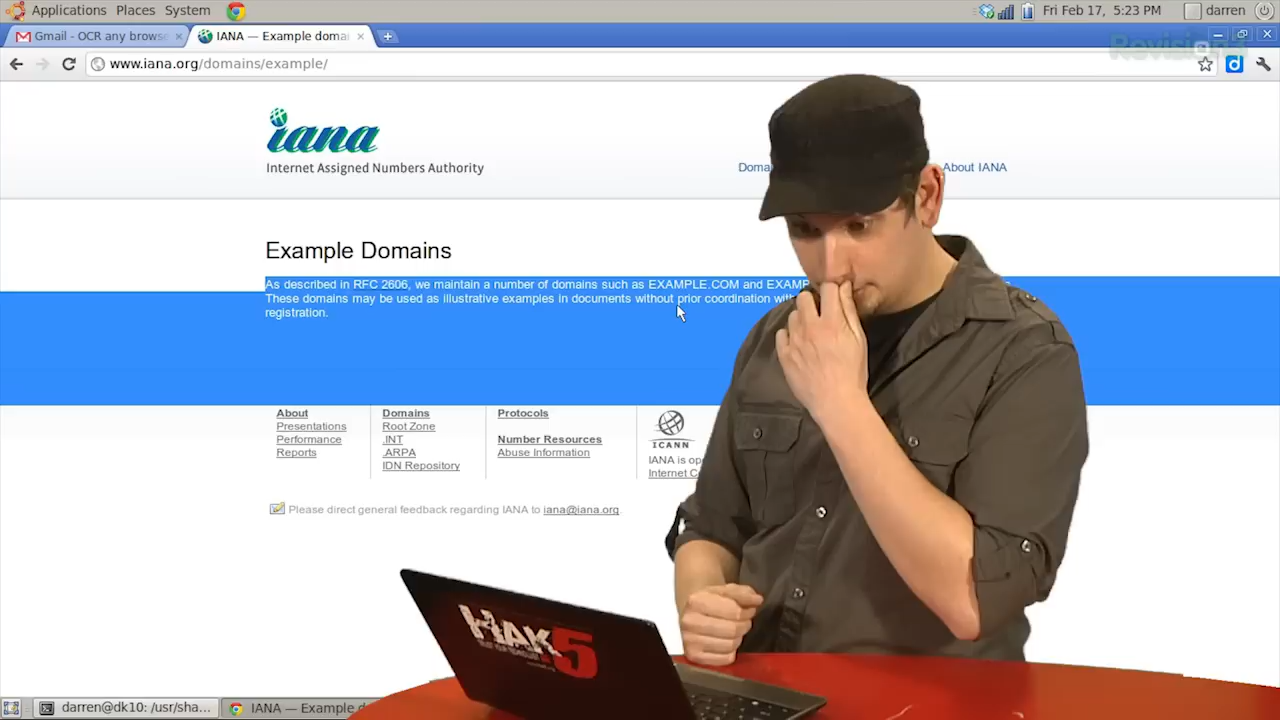 Applications Places System
Fri Feb 17, 5:23 PM darren
Gmail - OCR any brows
IANA — Example domai
Revision3
www.iana.org/domains/example/
iana
Internet Assigned Numbers Authority
Doma
About IANA
Example Domains
As described in RFC 2606, we maintain a number of domains such as EXAMPLE.COM and EXAMP
These domains may be used as illustrative examples in documents without prior coordination with
registration.
About
Presentations
Performance
Reports
Domains
Root Zone
.INT
.ARPA
IDN Repository
Protocols
Number Resources
Abuse Information
ICANN
IANA is op
Internet Co
Please direct general feedback regarding IANA to iana@iana.org.
HAK5
darren@dk10: /usr/sha...
IANA — Example d